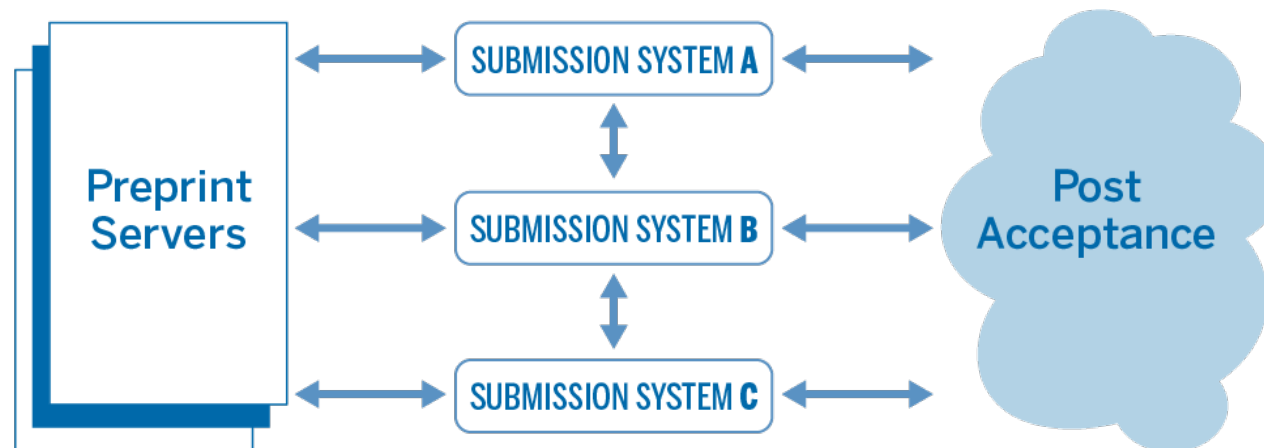 Preprint
Servers
SUBMISSION SYSTEM A
SUBMISSION SYSTEM B
SUBMISSION SYSTEM C
Post
Acceptance